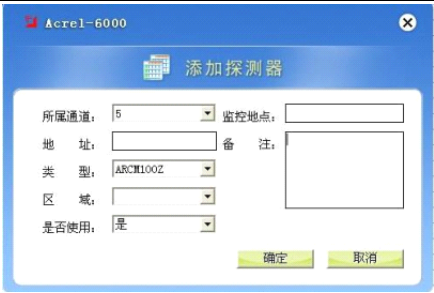 Acrel-6000
添加探测器
所属通道： 5 监控地点：
地 址： 备 注：
类 型： ARCM100Z
区 域：
是否使用： 是
确定 取消